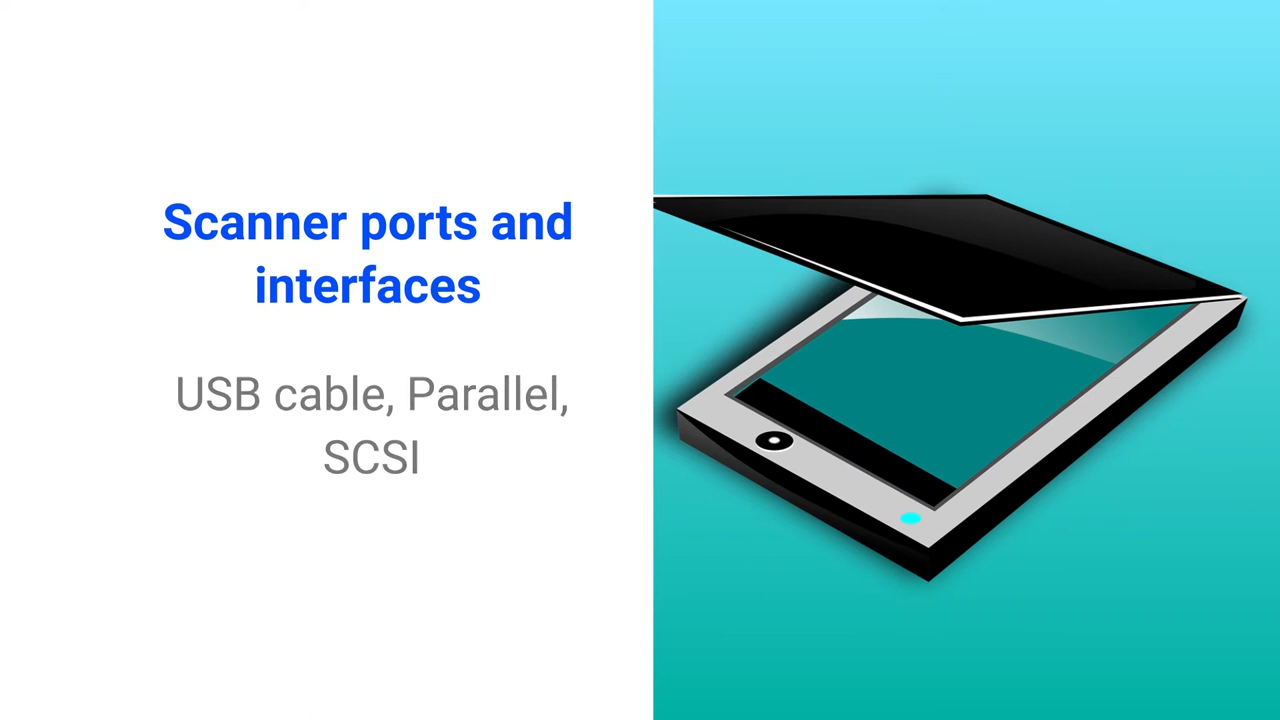 Scanner ports and
interfaces
USB cable, Parallel,
SCSI